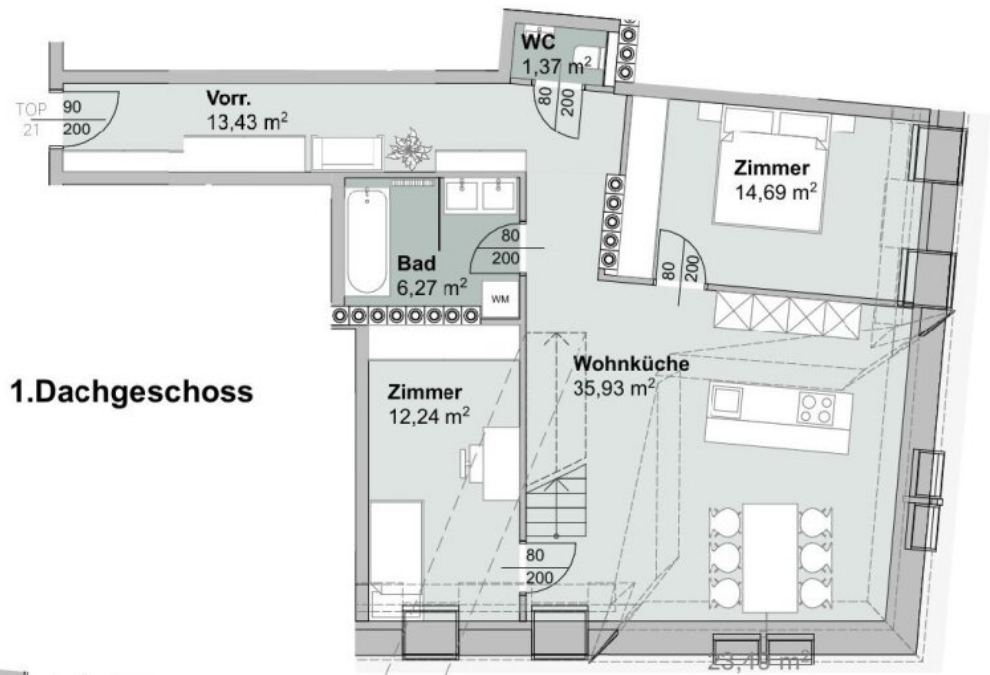 WC
1,37 m²
80
200
TOP
21
90
200
Vorr.
13,43 m²
Zimmer
14,69 m²
80
200
80
200
Bad
6,27 m²
WM
Wohnküche
35,93 m²
1.Dachgeschoss
Zimmer
12,24 m²
80
200